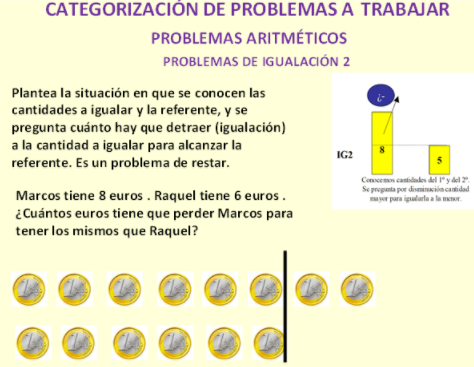 CATEGORIZACIÓN DE PROBLEMAS A TRABAJAR
PROBLEMAS ARITMÉTICOS
PROBLEMAS DE IGUALACIÓN 2
Plantea la situación en que se conocen las
cantidades a igualar y la referente, y se
pregunta cuánto hay que detraer (igualación)
a la cantidad a igualar para alcanzar la
referente. Es un problema de restar.
¿-
IG2
8
5
Conocemos cantidades del 1º y del 2º.
Se pregunta por disminución cantidad
mayor para igualarla a la menor.
Marcos tiene 8 euros . Raquel tiene 6 euros .
¿Cuántos euros tiene que perder Marcos para
tener los mismos que Raquel?